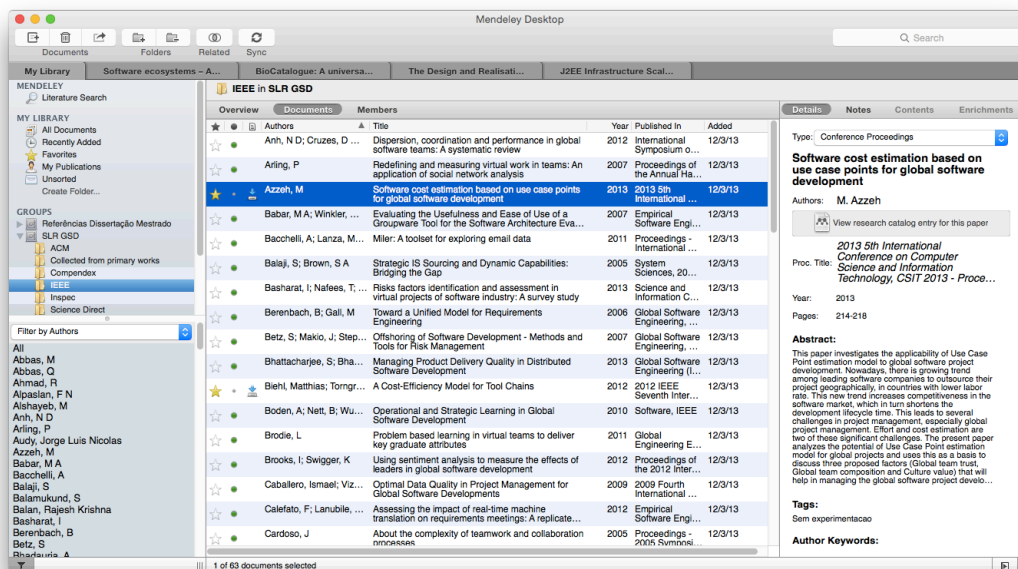 Mendeley Desktop
Search
Documents Folders Related Sync
My Library Software ecosystems – A... BioCatalogue: A universa... The Design and Realisati... J2EE Infrastructure Scal...
MENDELEY
Literature Search
MY LIBRARY
All Documents
Recently Added
Favorites
My Publications
Unsorted
Create Folder...
GROUPS
Referências Dissertação Mestrado
SLR GSD
ACM
Collected from primary works
Compendex
IEEE
Inspec
Science Direct
Filter by Authors
All
Abbas, M
Abbas, Q
Ahmad, R
Alpaslan, F N
Alshayeb, M
Anh, N D
Arling, P
Audy, Jorge Luis Nicolas
Azzeh, M
Babar, M A
Bacchelli, A
Balaji, S
Balamukund, S
Balan, Rajesh Krishna
Basharat, I
Berenbach, B
Betz, S
Bhadauria, A
IEEE in SLR GSD
Overview Documents Members
Authors Title Year Published In Added
Anh, N D; Cruzes, D ... Dispersion, coordination and performance in global 2012 International 12/3/13
software teams: A systematic review Symposium o...
Arling, P Redefining and measuring virtual work in teams: An 2007 Proceedings of 12/3/13
application of social network analysis the Annual Ha...
Azzeh, M Software cost estimation based on use case points 2013 2013 5th 12/3/13
for global software development International ...
Babar, M A; Winkler, ... Evaluating the Usefulness and Ease of Use of a 2007 Empirical 12/3/13
Groupware Tool for the Software Architecture Eva... Software Engi...
Bacchelli, A; Lanza, M... Miler: A toolset for exploring email data 2011 Proceedings - 12/3/13
International ...
Balaji, S; Brown, S A Strategic IS Sourcing and Dynamic Capabilities: 2005 System 12/3/13
Bridging the Gap Sciences, 20...
Basharat, I; Nafees, T; ... Risks factors identification and assessment in 2013 Science and 12/3/13
virtual projects of software industry: A survey study Information C...
Berenbach, B; Gall, M Toward a Unified Model for Requirements 2006 Global Software 12/3/13
Engineering Engineering, ...
Betz, S; Makio, J; Step... Offshoring of Software Development - Methods and 2007 Global Software 12/3/13
Tools for Risk Management Engineering, ...
Bhattacharjee, S; Bha... Managing Product Delivery Quality in Distributed 2013 Global Software 12/3/13
Software Development Engineering (I...
Biehl, Matthias; Torngr... A Cost-Efficiency Model for Tool Chains 2012 2012 IEEE 12/3/13
Seventh Inter...
Boden, A; Nett, B; Wu... Operational and Strategic Learning in Global 2010 Software, IEEE 12/3/13
Software Development
Brodie, L Problem based learning in virtual teams to deliver 2011 Global 12/3/13
key graduate attributes Engineering E...
Brooks, I; Swigger, K Using sentiment analysis to measure the effects of 2012 Proceedings of 12/3/13
leaders in global software development the 2012 Inter...
Caballero, Ismael; Viz... Optimal Data Quality in Project Management for 2009 2009 Fourth 12/3/13
Global Software Developments International ...
Calefato, F; Lanubile, ... Assessing the impact of real-time machine 2012 Empirical 12/3/13
translation on requirements meetings: A replicate... Software Engi...
Cardoso, J About the complexity of teamwork and collaboration 2005 Proceedings - 12/3/13
processes 2005 Symposi...
1 of 63 documents selected
Details Notes Contents Enrichments
Type: Conference Proceedings
Software cost estimation based on
use case points for global software
development
Authors: M. Azzeh
View research catalog entry for this paper
2013 5th International
Conference on Computer
Proc. Title: Science and Information
Technology, CSIT 2013 - Proce...
Year: 2013
Pages: 214-218
Abstract:
This paper investigates the applicability of Use Case
Point estimation model to global software project
development. Nowadays, there is growing trend
among leading software companies to outsource their
project geographically, in countries with lower labor
rate. This new trend increases competitiveness in the
software market, which in turn shortens the
development lifecycle time. This leads to several
challenges in project management, especially global
project management. Effort and cost estimation are
two of these significant challenges. The present paper
analyzes the potential of Use Case Point estimation
model for global projects and uses this as a basis to
discuss three proposed factors (Global team trust,
Global team composition and Culture value) that will
help in managing the global software project develo...
Tags:
Sem experimentacao
Author Keywords: